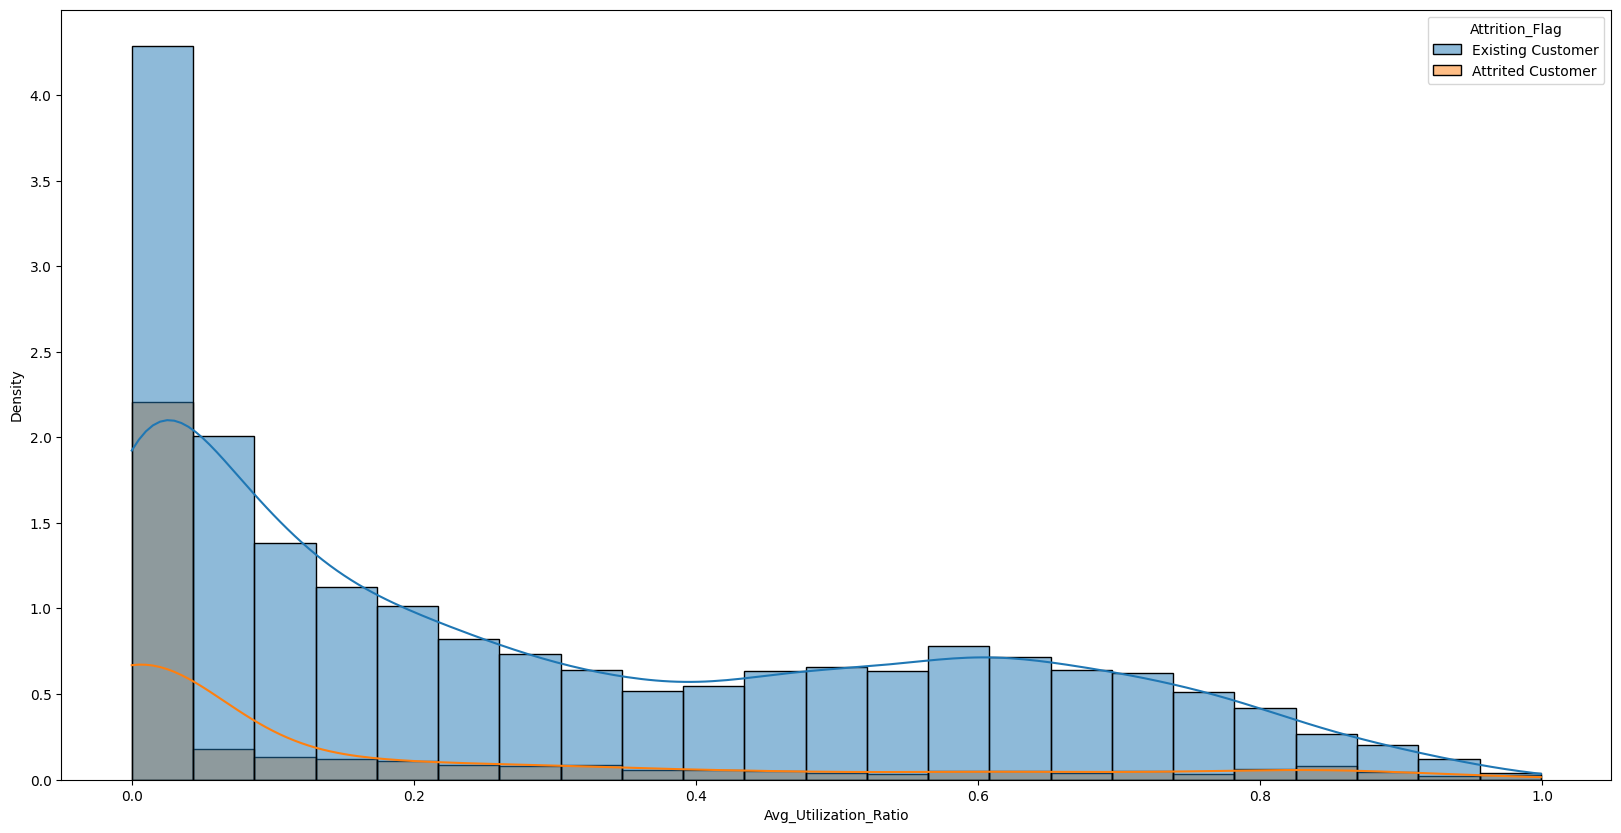 Attrition_Flag
Existing Customer
Attrited Customer
Density
4.0
3.5
3.0
2.5
2.0
1.5
1.0
0.5
0.0
0.0 0.2 0.4 0.6 0.8 1.0
Avg_Utilization_Ratio